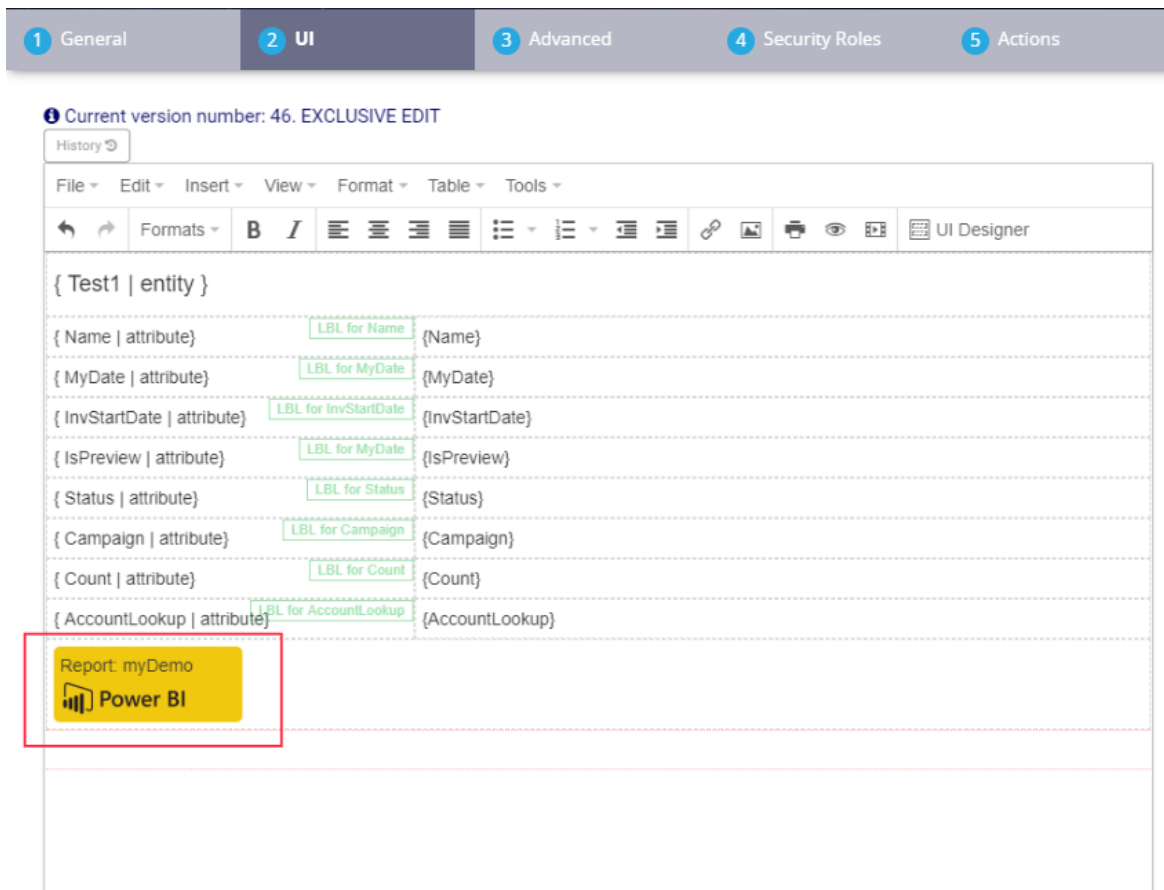 1 General 2 UI 3 Advanced 4 Security Roles 5 Actions
Current version number: 46. EXCLUSIVE EDIT
History
File Edit Insert View Format Table Tools
Formats B I UI Designer
{ Test1 | entity }
{ Name | attribute} LBL for Name {Name}
{ MyDate | attribute} LBL for MyDate {MyDate}
{ InvStartDate | attribute} LBL for InvStartDate {InvStartDate}
{ IsPreview | attribute} LBL for MyDate {IsPreview}
{ Status | attribute} LBL for Status {Status}
{ Campaign | attribute} LBL for Campaign {Campaign}
{ Count | attribute} LBL for Count {Count}
{ AccountLookup | attribute} LBL for AccountLookup {AccountLookup}
Report: myDemo
Power BI